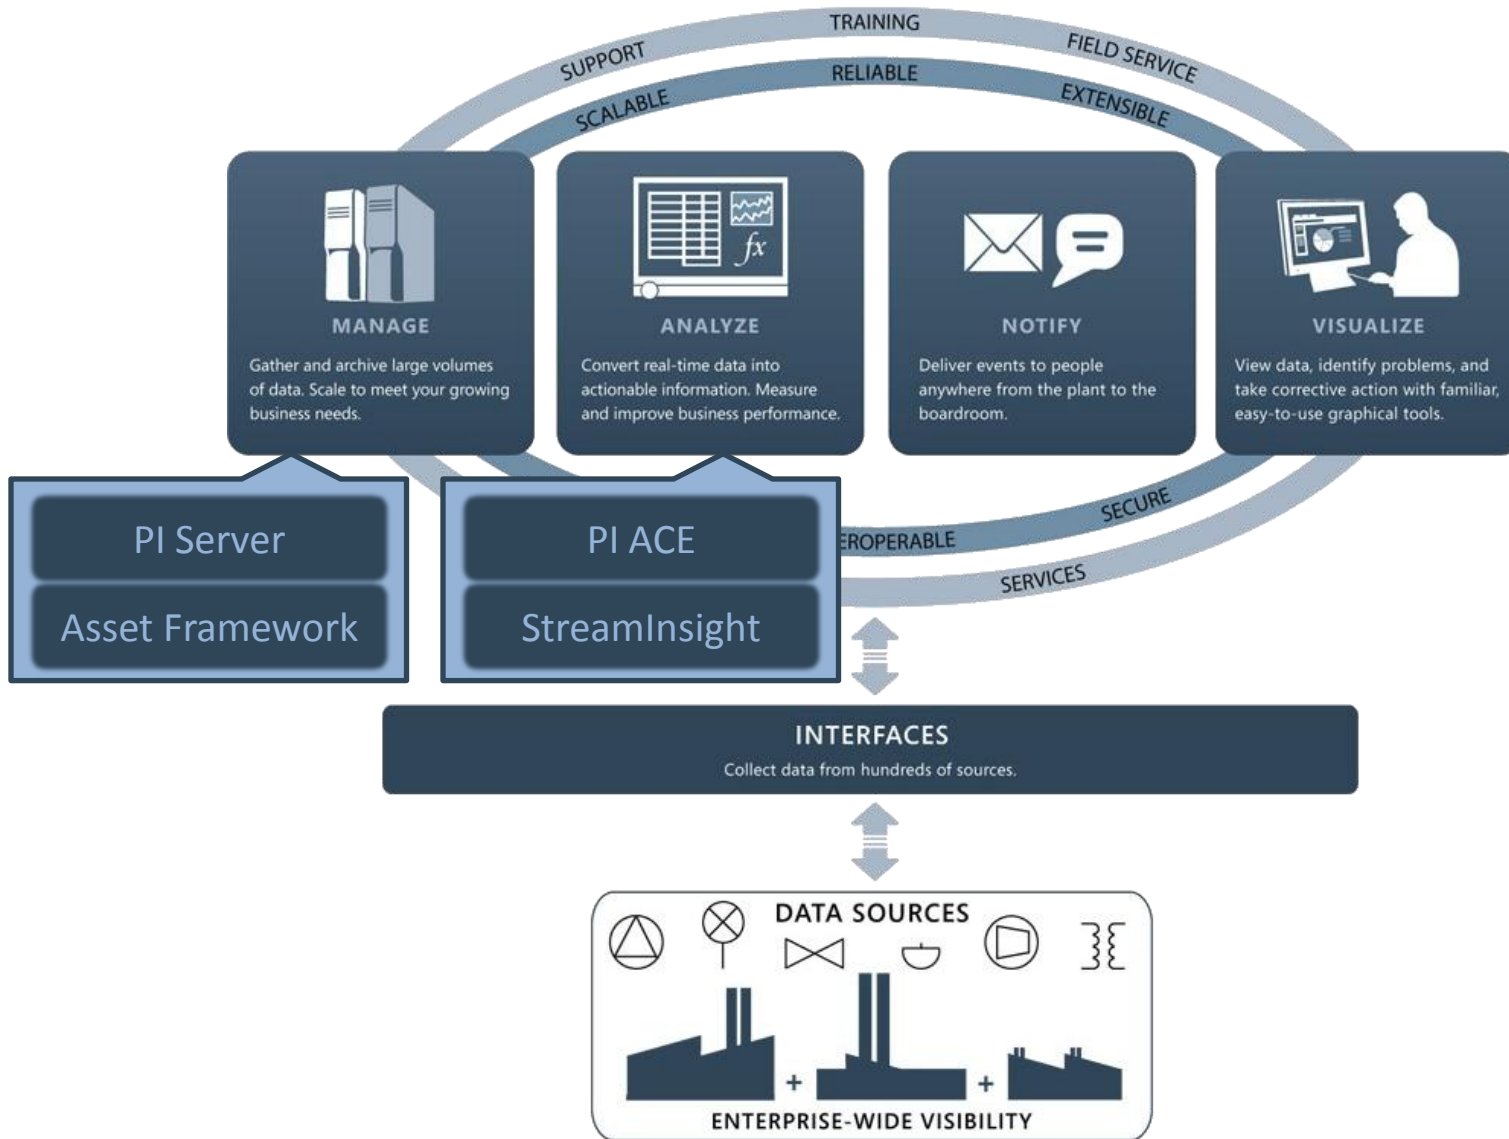 TRAINING
SUPPORT
FIELD SERVICE
RELIABLE
SCALABLE
EXTENSIBLE
fx
MANAGE
Gather and archive large volumes
of data. Scale to meet your growing
business needs.
ANALYZE
Convert real-time data into
actionable information. Measure
and improve business performance.
NOTIFY
Deliver events to people
anywhere from the plant to the
boardroom.
VISUALIZE
View data, identify problems, and
take corrective action with familiar,
easy-to-use graphical tools.
PI Server
Asset Framework
PI ACE
StreamInsight
EROPERABLE
SECURE
SERVICES
INTERFACES
Collect data from hundreds of sources.
DATA SOURCES
+ +
ENTERPRISE-WIDE VISIBILITY